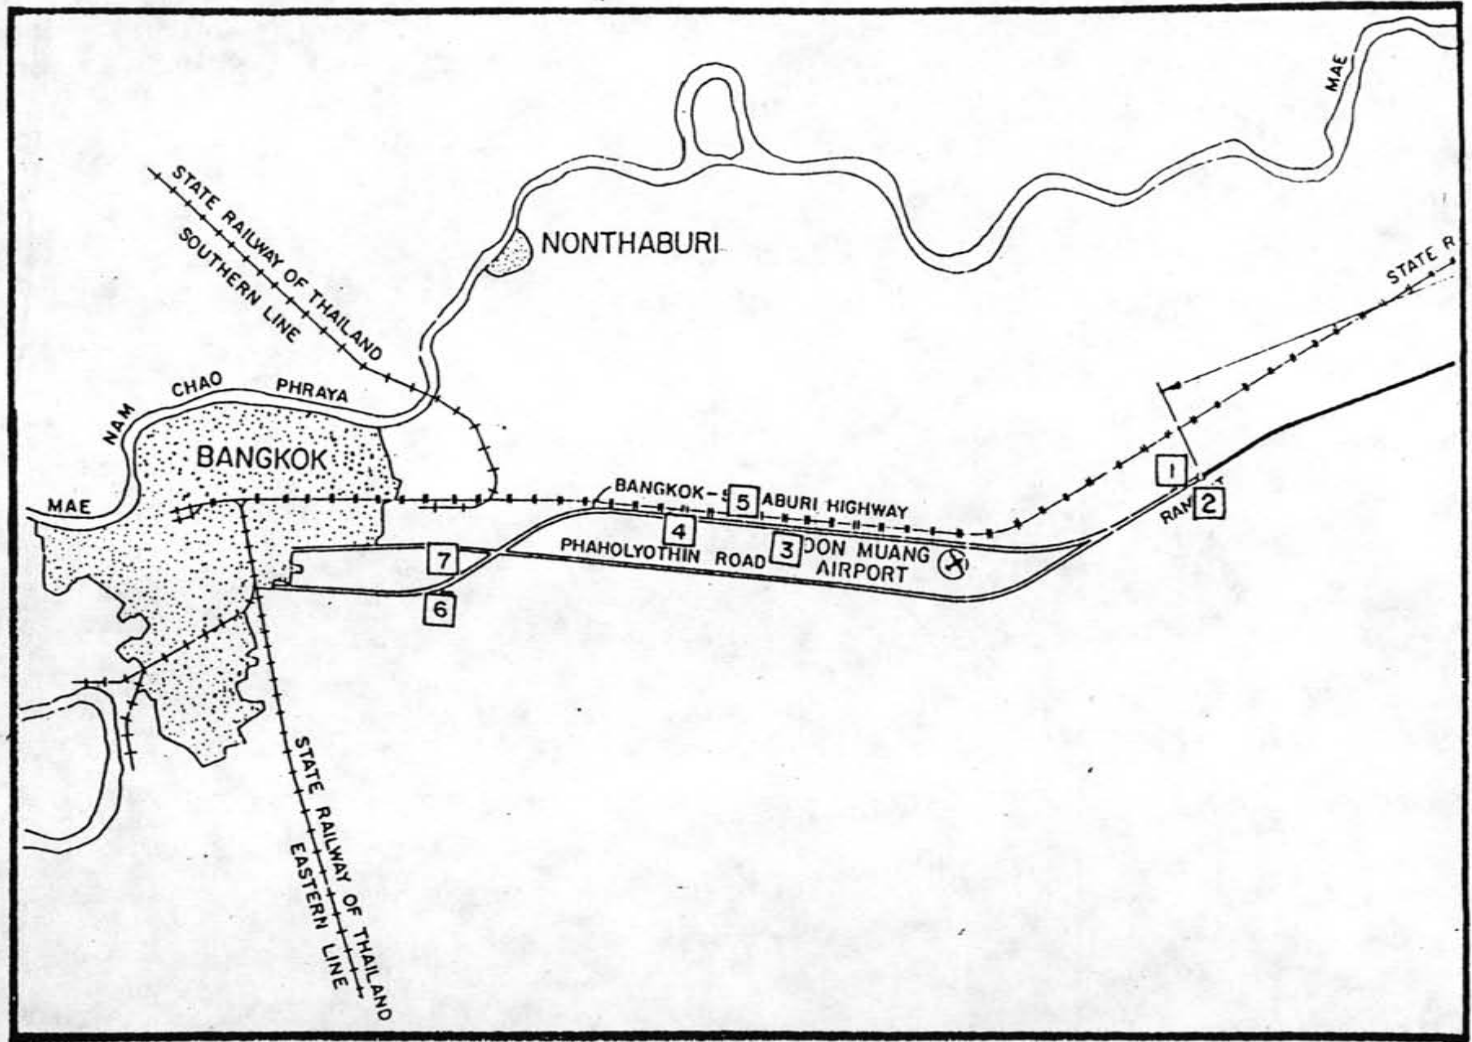 MAE
STATE RAILWAY OF THAILAND
SOUTHERN LINE
NONTHABURI
STATE R
CHAO
PHRAYA
NAM
BANGKOK
MAE
BANGKOK-
ABURI HIGHWAY
1
2
5
4
3
7
6
DON MUANG
AIRPORT
PHAHOLYOTHIN ROAD
STATE RAILWAY OF THAILAND
EASTERN LINE